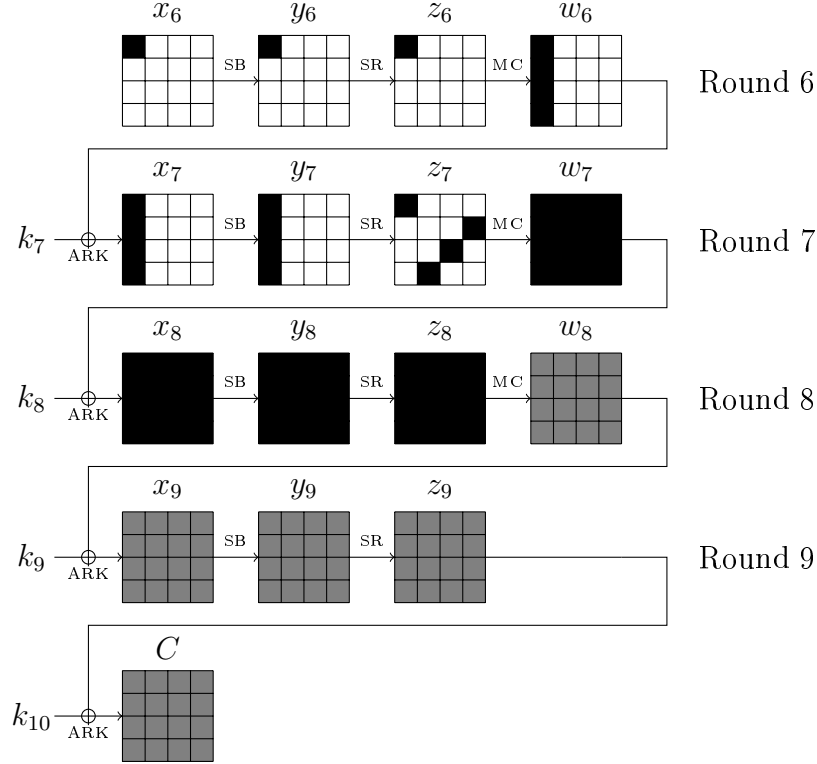 x6 y6 z6 w6
SB SR MC Round 6
x7 y7 z7 w7
k7 ARK SB SR MC Round 7
x8 y8 z8 w8
k8 ARK SB SR MC Round 8
x9 y9 z9
k9 ARK SB SR Round 9
C
k10 ARK